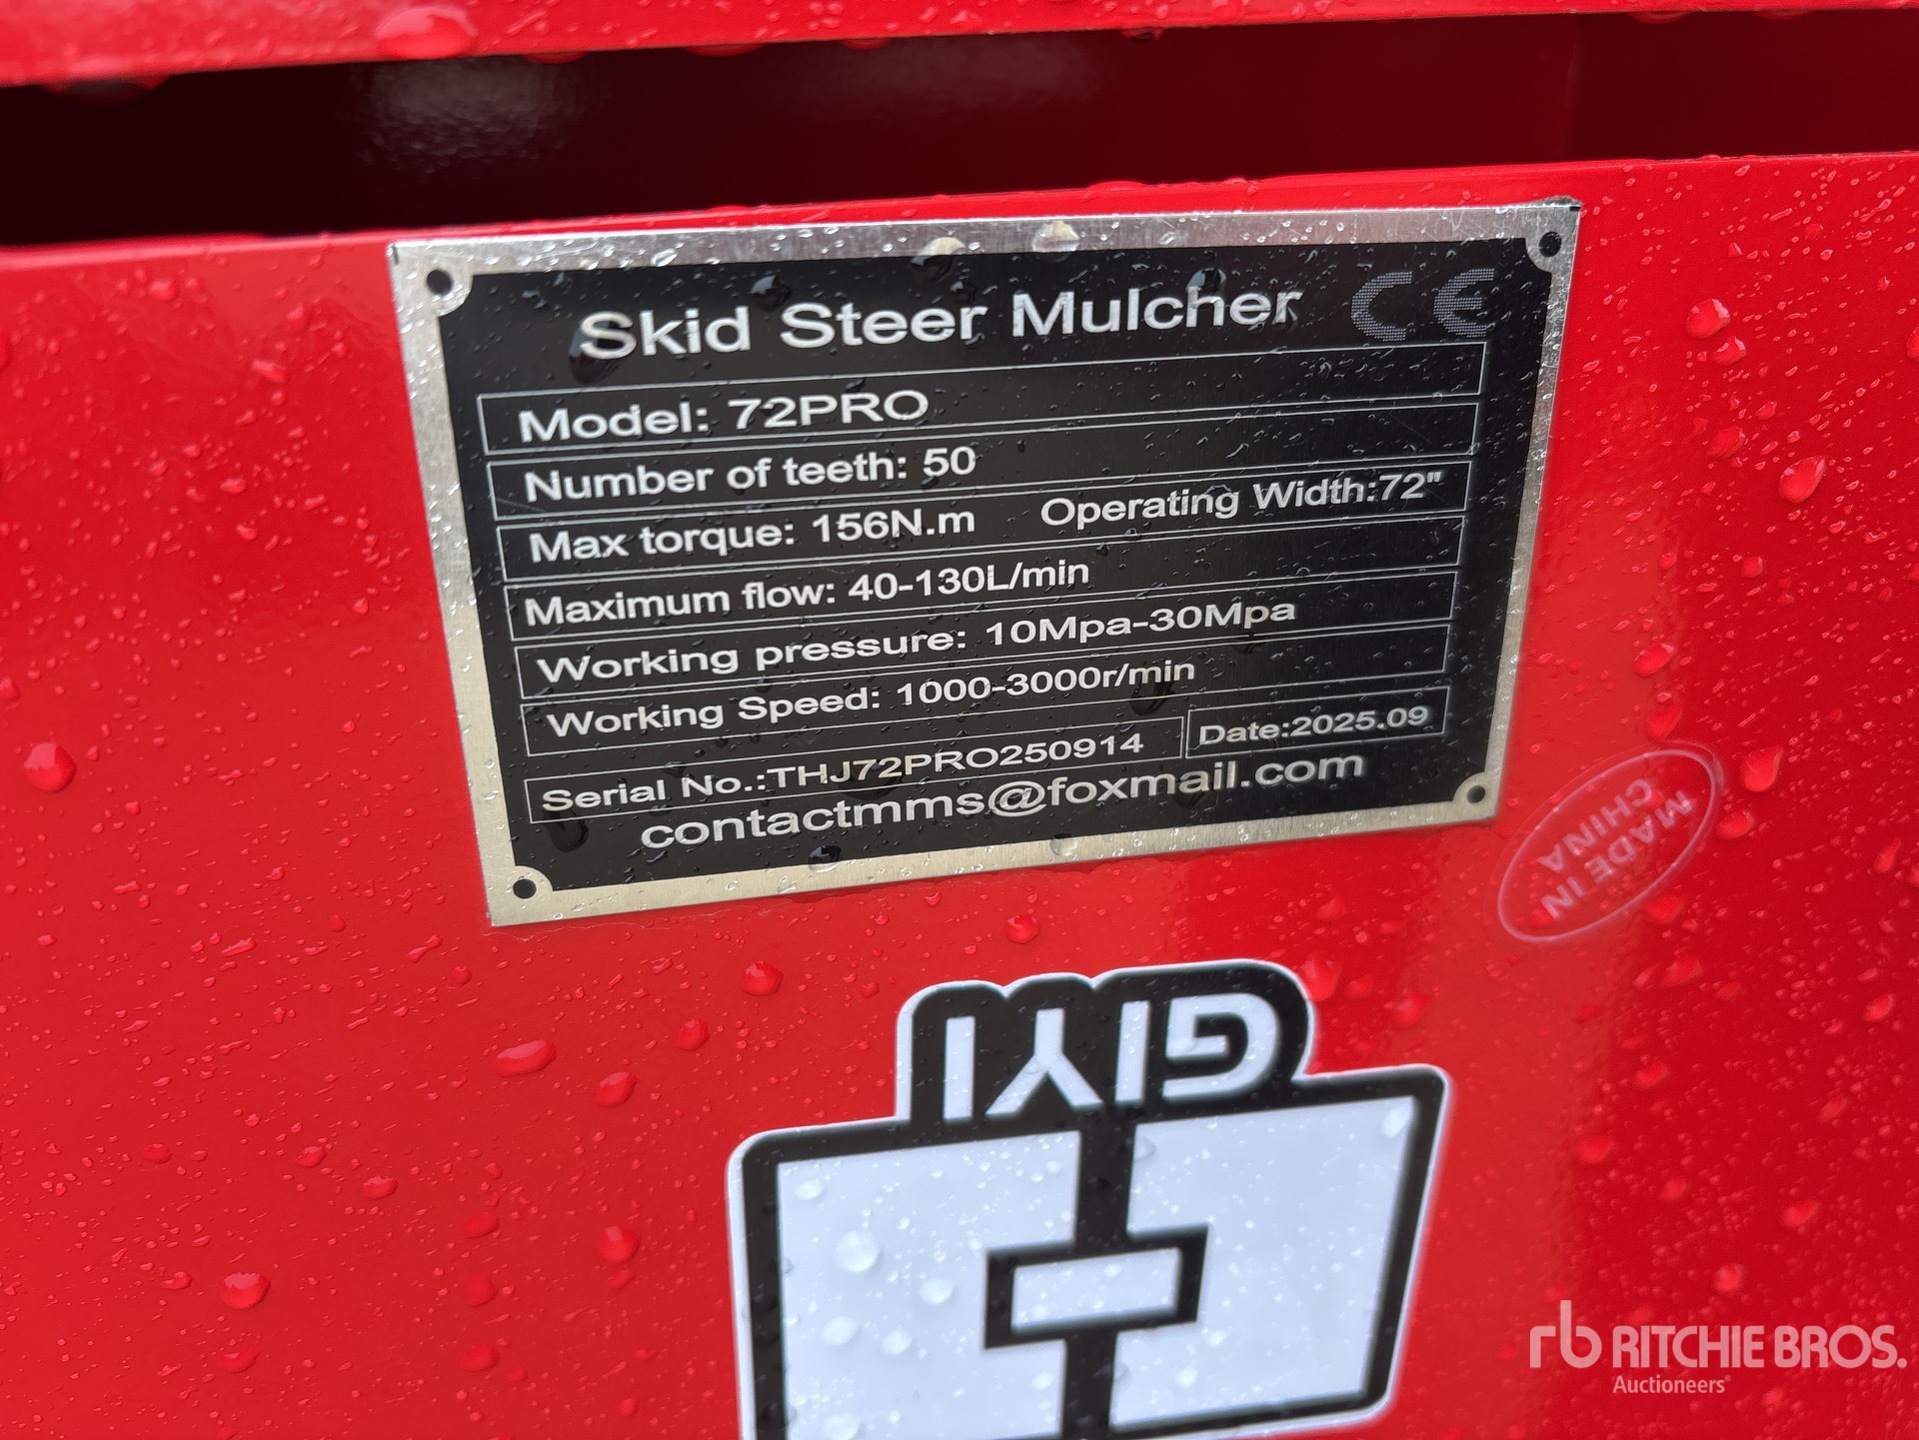 Skid Steer Mulcher CE
Model: 72PRO
Number of teeth: 50
Max torque: 156N.m Operating Width:72"
Maximum flow: 40-130L/min
Working pressure: 10Mpa-30Mpa
Working Speed: 1000-3000r/min
Serial No.:THJ72PRO250914 Date:2025.09
contactmms@foxmail.com
MADE IN
CHINA
GIYI
rb RITCHIE BROS.
Auctioneers